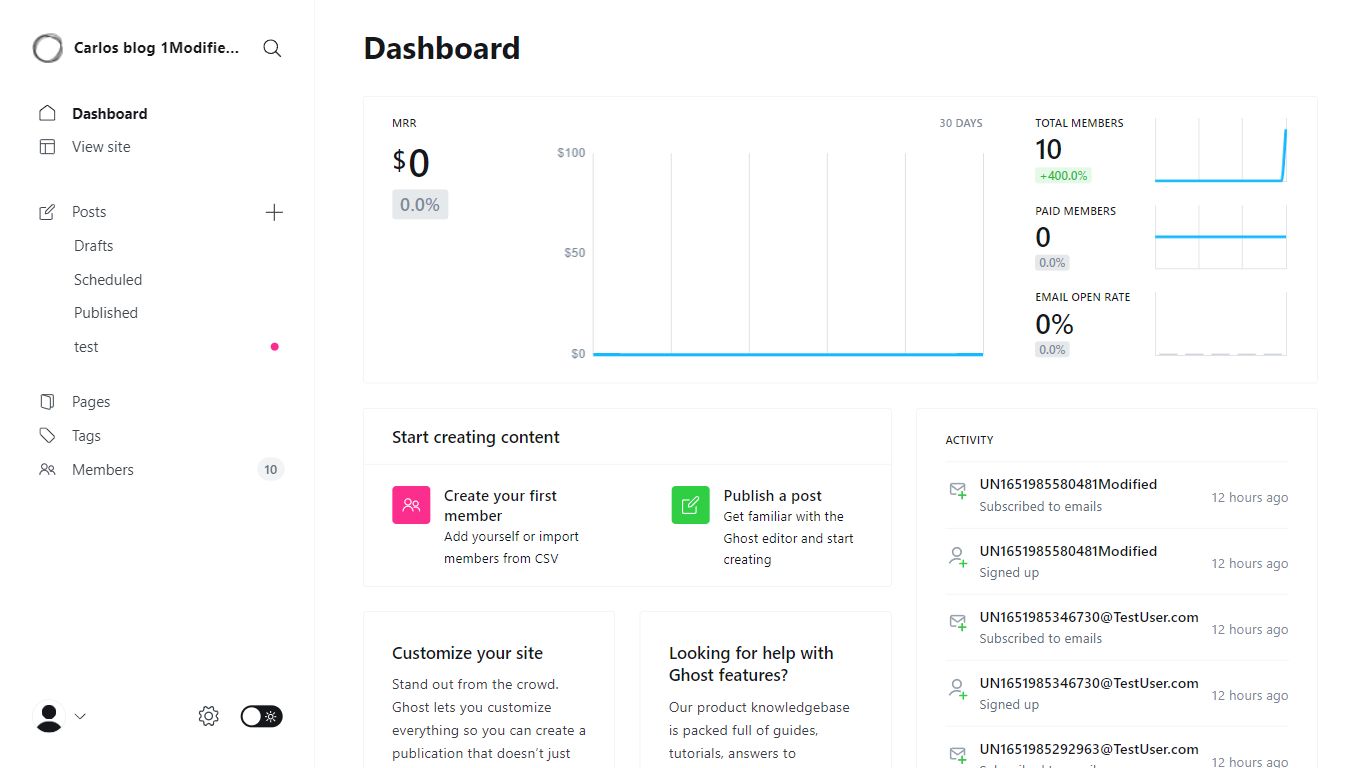 Carlos blog 1Modifie...
Dashboard
View site
Posts
Drafts
Scheduled
Published
test
Pages
Tags
Members
10
Dashboard
MRR
$0
0.0%
30 DAYS
$100
$50
$0
TOTAL MEMBERS
10
+400.0%
PAID MEMBERS
0
0.0%
EMAIL OPEN RATE
0%
0.0%
Start creating content
Create your first
member
Add yourself or import
members from CSV
Publish a post
Get familiar with the
Ghost editor and start
creating
Customize your site
Stand out from the crowd.
Ghost lets you customize
everything so you can create a
publication that doesn’t just
Looking for help with
Ghost features?
Our product knowledgebase
is packed full of guides,
tutorials, answers to
ACTIVITY
UN1651985580481Modified
Subscribed to emails
12 hours ago
UN1651985580481Modified
Signed up
12 hours ago
UN1651985346730@TestUser.com
Subscribed to emails
12 hours ago
UN1651985346730@TestUser.com
Signed up
12 hours ago
UN1651985292963@TestUser.com
Subscribed to emails
12 hours ago